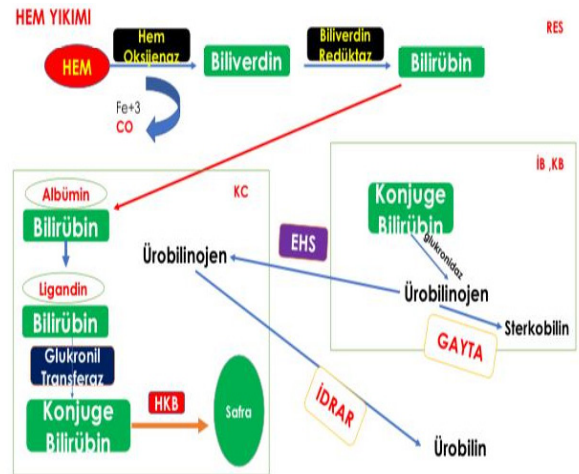 HEM YIKIMI
RES
HEM
Hem
Oksijenaz
Biliverdin
Biliverdin
Redüktaz
Bilirübin
Fe+3
CO
KC
Albümin
Bilirübin
Ligandin
Bilirübin
Glukronil
Transferaz
Konjuge
Bilirübin
HKB
Safra
Ürobilinojen
EHS
İB ,KB
Konjuge
Bilirübin
glukronidaz
Ürobilinojen
Sterkobilin
GAYTA
İDRAR
Ürobilin